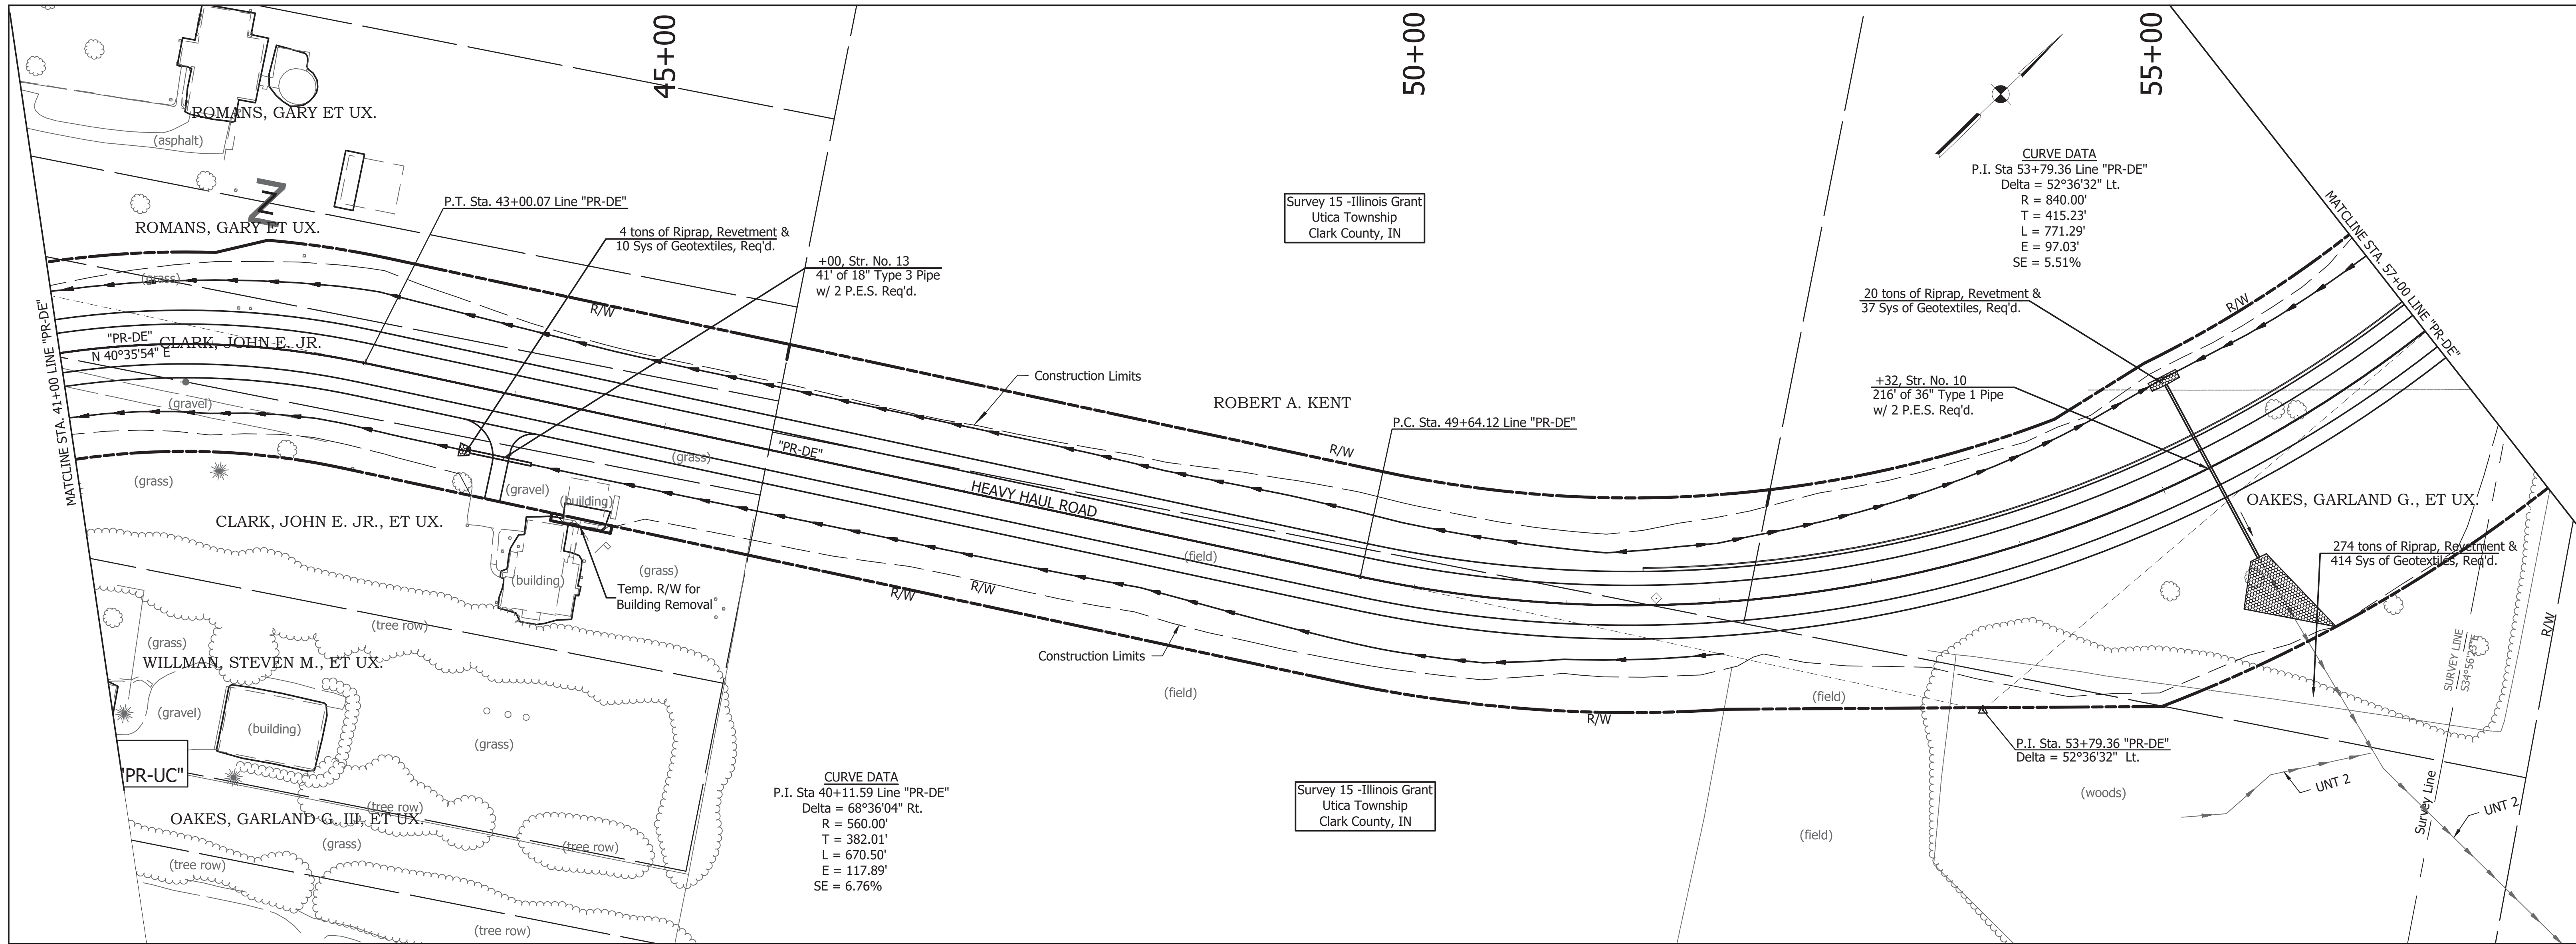 45+00
50+00
55+00
ROMANS, GARY ET UX.
(asphalt)
Z
Z
ROMANS, GARY ET UX.
P.T. Sta. 43+00.07 Line "PR-DE"
4 tons of Riprap, Revetment &
10 Sys of Geotextiles, Req'd.
+00, Str. No. 13
41' of 18" Type 3 Pipe
w/ 2 P.E.S. Req'd.
Survey 15 -Illinois Grant
Utica Township
Clark County, IN
CURVE DATA
P.I. Sta 53+79.36 Line "PR-DE"
Delta = 52°36'32" Lt.
R = 840.00'
T = 415.23'
L = 771.29'
E = 97.03'
SE = 5.51%
MATCLINE STA. 57+00 LINE "PR-DE"
20 tons of Riprap, Revetment &
37 Sys of Geotextiles, Req'd.
R/W
(grass)
R/W
MATCLINE STA. 41+00 LINE "PR-DE"
"PR-DE"
N 40°35'54" E
CLARK, JOHN E. JR.
(gravel)
Construction Limits
ROBERT A. KENT
P.C. Sta. 49+64.12 Line "PR-DE"
+32, Str. No. 10
216' of 36" Type 1 Pipe
w/ 2 P.E.S. Req'd.
(grass)
(grass)
"PR-DE"
R/W
HEAVY HAUL ROAD
(gravel)
(building)
CLARK, JOHN E. JR., ET UX.
OAKES, GARLAND G., ET UX.
(field)
274 tons of Riprap, Revetment &
414 Sys of Geotextiles, Req'd.
(building)
(grass)
Temp. R/W for
Building Removal
R/W
R/W
(tree row)
(grass)
WILLMAN, STEVEN M., ET UX.
Construction Limits
R/W
SURVEY LINE
S34°56'23"E
(field)
(field)
(gravel)
(building)
(grass)
R/W
P.I. Sta. 53+79.36 "PR-DE"
Delta = 52°36'32" Lt.
"PR-UC"
CURVE DATA
P.I. Sta 40+11.59 Line "PR-DE"
Delta = 68°36'04" Rt.
R = 560.00'
T = 382.01'
L = 670.50'
E = 117.89'
SE = 6.76%
Survey 15 -Illinois Grant
Utica Township
Clark County, IN
UNT 2
(woods)
UNT 2
Survey Line
(tree row)
OAKES, GARLAND G. III, ET UX.
(grass)
(tree row)
(field)
(tree row)
(tree row)